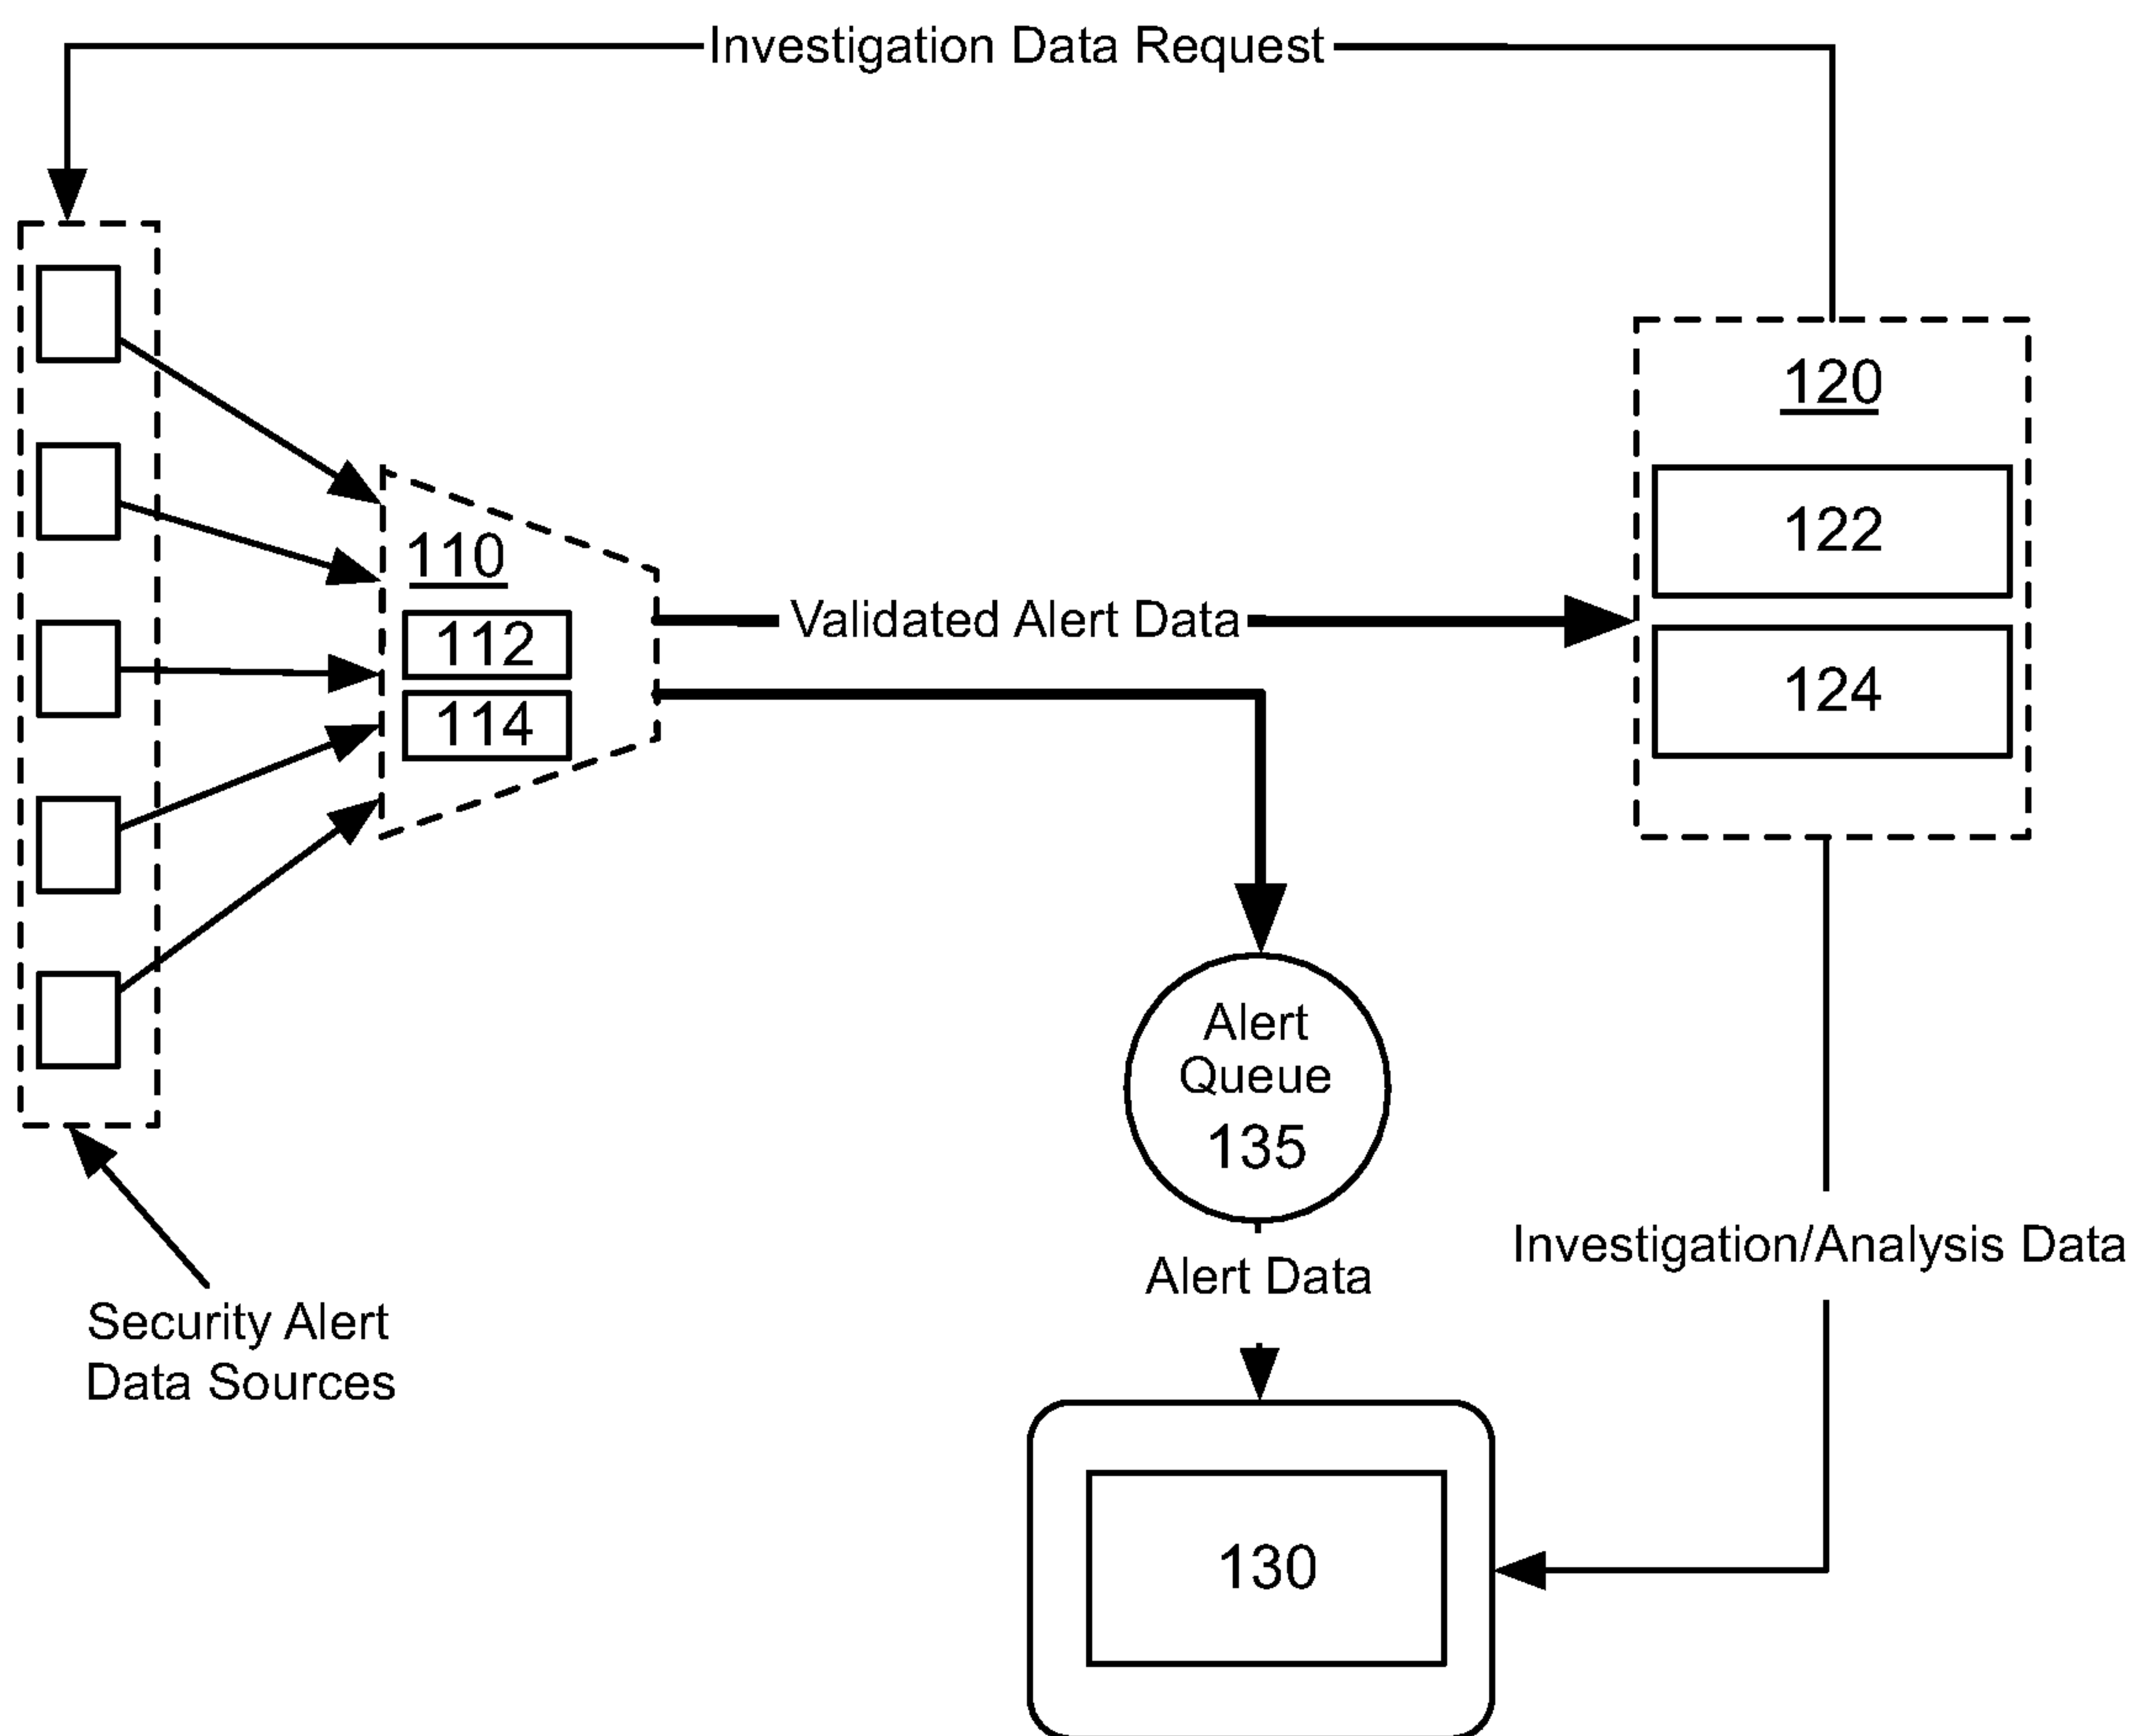 Investigation Data Request
120
122
110
Validated Alert Data
112
124
114
Alert
Queue
135
Investigation/Analysis Data
Alert Data
Security Alert
Data Sources
130